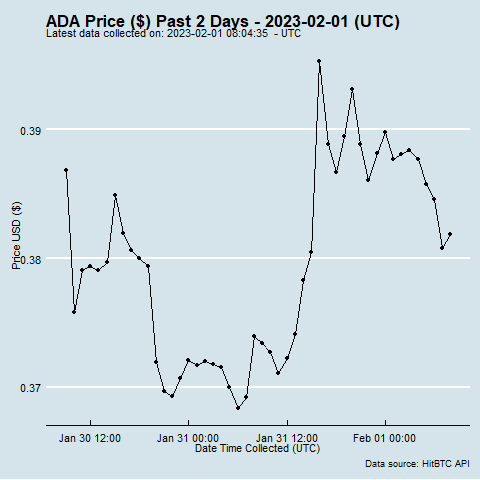 ADA Price ($) Past 2 Days - 2023-02-01 (UTC)
Latest data collected on: 2023-02-01 08:04:35 - UTC
0.39
Price USD ($)
0.38
0.37
Jan 30 12:00 Jan 31 00:00 Jan 31 12:00 Feb 01 00:00
Date Time Collected (UTC)
Data source: HitBTC API